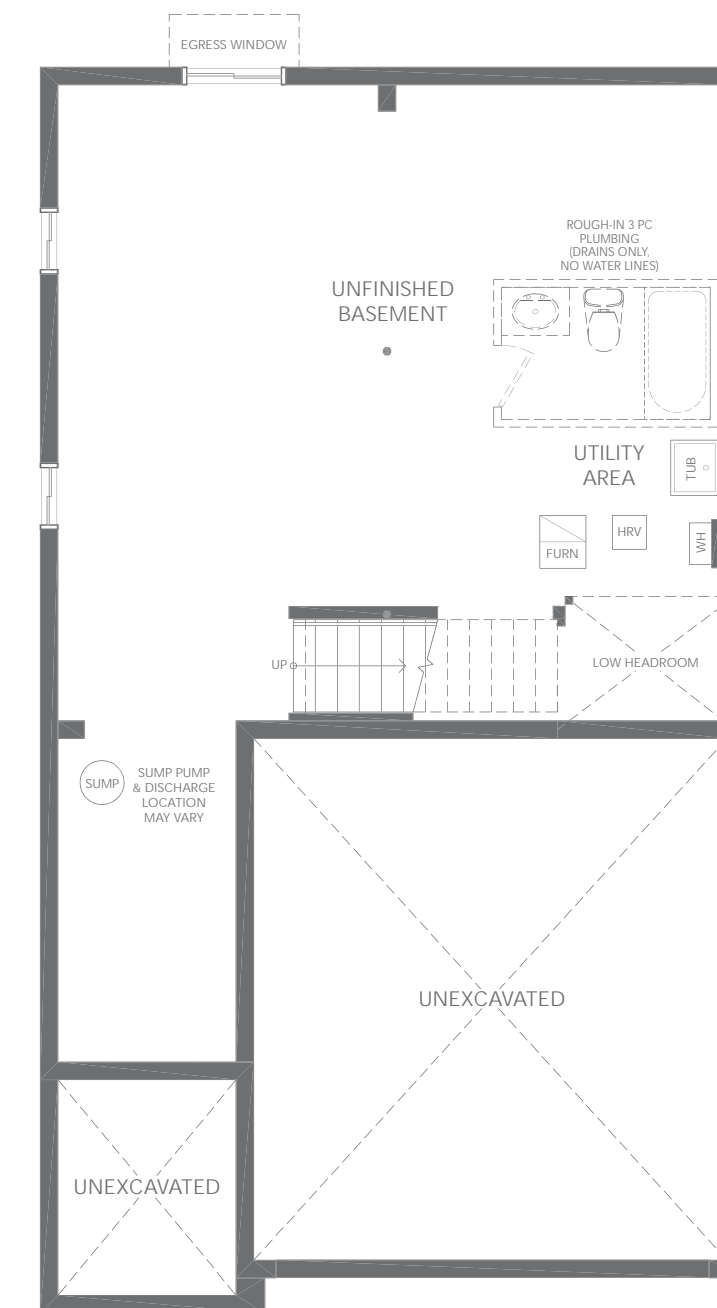 EGRESS WINDOW
ROUGH-IN 3 PC
PLUMBING
(DRAINS ONLY,
NO WATER LINES)
UNFINISHED
BASEMENT
UTILITY
AREA
TUB
FURN
HRV
WH
UP
LOW HEADROOM
SUMP
SUMP PUMP
& DISCHARGE
LOCATION
MAY VARY
UNEXCAVATED
UNEXCAVATED